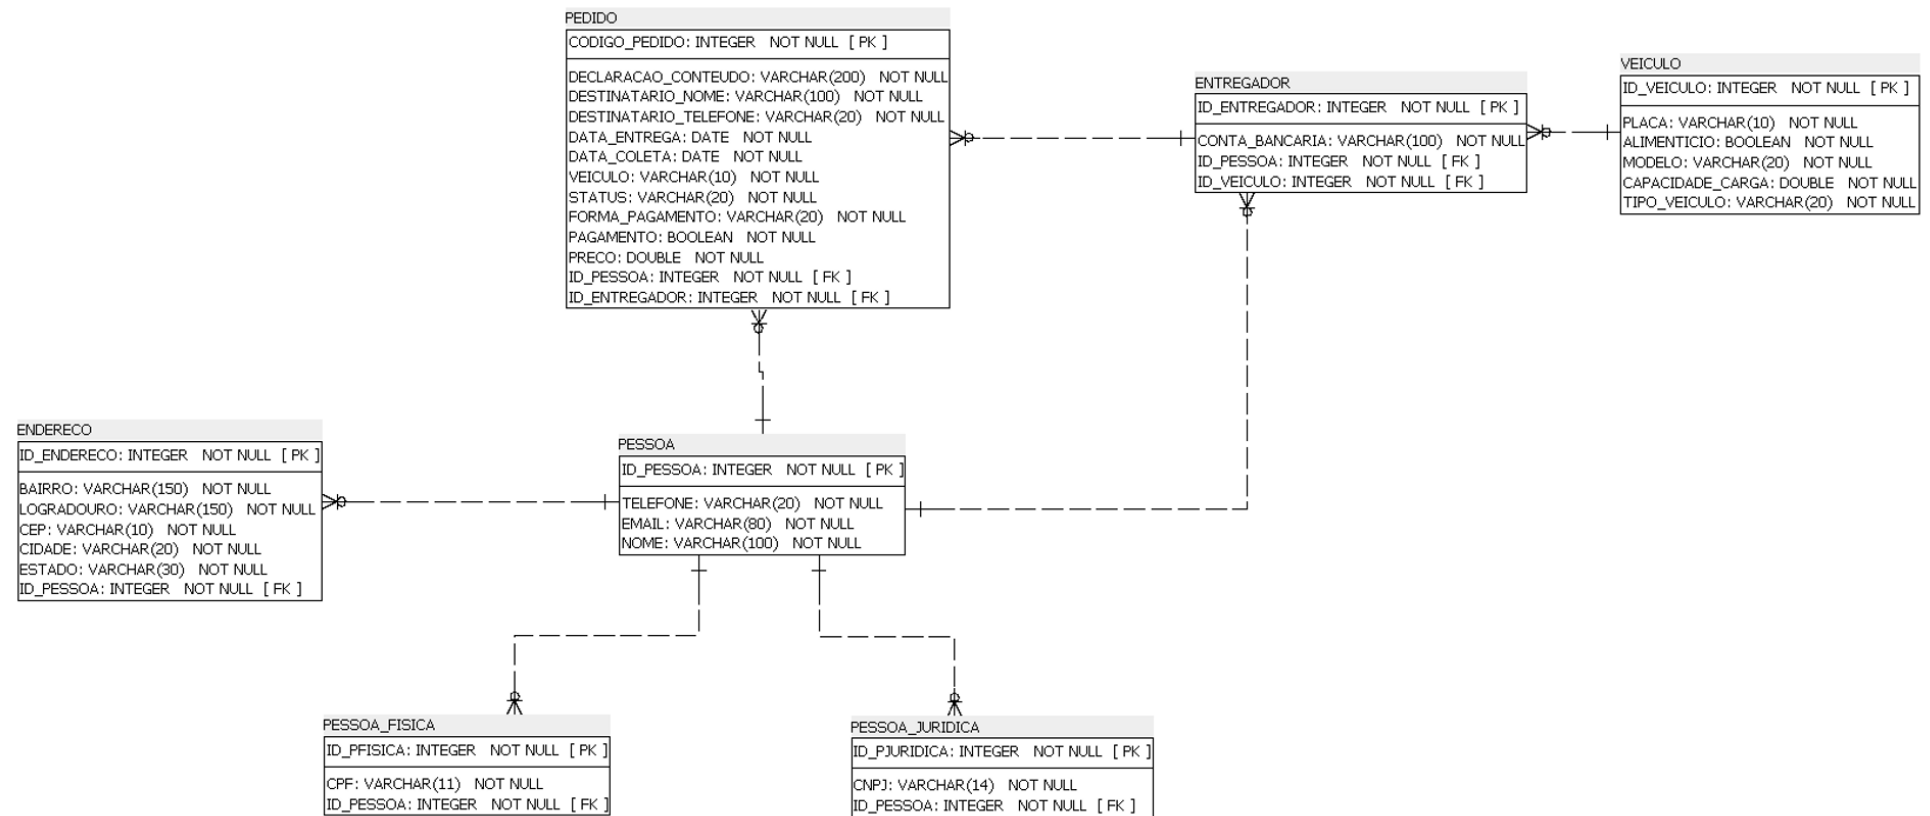 PEDIDO
CODIGO_PEDIDO: INTEGER NOT NULL [ PK ]
DECLARACAO_CONTEUDO: VARCHAR(200) NOT NULL
DESTINATARIO_NOME: VARCHAR(100) NOT NULL
DESTINATARIO_TELEFONE: VARCHAR(20) NOT NULL
DATA_ENTREGA: DATE NOT NULL
DATA_COLETA: DATE NOT NULL
VEICULO: VARCHAR(10) NOT NULL
STATUS: VARCHAR(20) NOT NULL
FORMA_PAGAMENTO: VARCHAR(20) NOT NULL
PAGAMENTO: BOOLEAN NOT NULL
PRECO: DOUBLE NOT NULL
ID_PESSOA: INTEGER NOT NULL [ FK ]
ID_ENTREGADOR: INTEGER NOT NULL [ FK ]
ENTREGADOR
ID_ENTREGADOR: INTEGER NOT NULL [ PK ]
CONTA_BANCARIA: VARCHAR(100) NOT NULL
ID_PESSOA: INTEGER NOT NULL [ FK ]
ID_VEICULO: INTEGER NOT NULL [ FK ]
VEICULO
ID_VEICULO: INTEGER NOT NULL [ PK ]
PLACA: VARCHAR(10) NOT NULL
ALIMENTICIO: BOOLEAN NOT NULL
MODELO: VARCHAR(20) NOT NULL
CAPACIDADE_CARGA: DOUBLE NOT NULL
TIPO_VEICULO: VARCHAR(20) NOT NULL
ENDERECO
ID_ENDERECO: INTEGER NOT NULL [ PK ]
BAIRRO: VARCHAR(150) NOT NULL
LOGRADOURO: VARCHAR(150) NOT NULL
CEP: VARCHAR(10) NOT NULL
CIDADE: VARCHAR(20) NOT NULL
ESTADO: VARCHAR(30) NOT NULL
ID_PESSOA: INTEGER NOT NULL [ FK ]
PESSOA
ID_PESSOA: INTEGER NOT NULL [ PK ]
TELEFONE: VARCHAR(20) NOT NULL
EMAIL: VARCHAR(80) NOT NULL
NOME: VARCHAR(100) NOT NULL
PESSOA_FISICA
ID_PFISICA: INTEGER NOT NULL [ PK ]
CPF: VARCHAR(11) NOT NULL
ID_PESSOA: INTEGER NOT NULL [ FK ]
PESSOA_JURIDICA
ID_PJURIDICA: INTEGER NOT NULL [ PK ]
CNPJ: VARCHAR(14) NOT NULL
ID_PESSOA: INTEGER NOT NULL [ FK ]